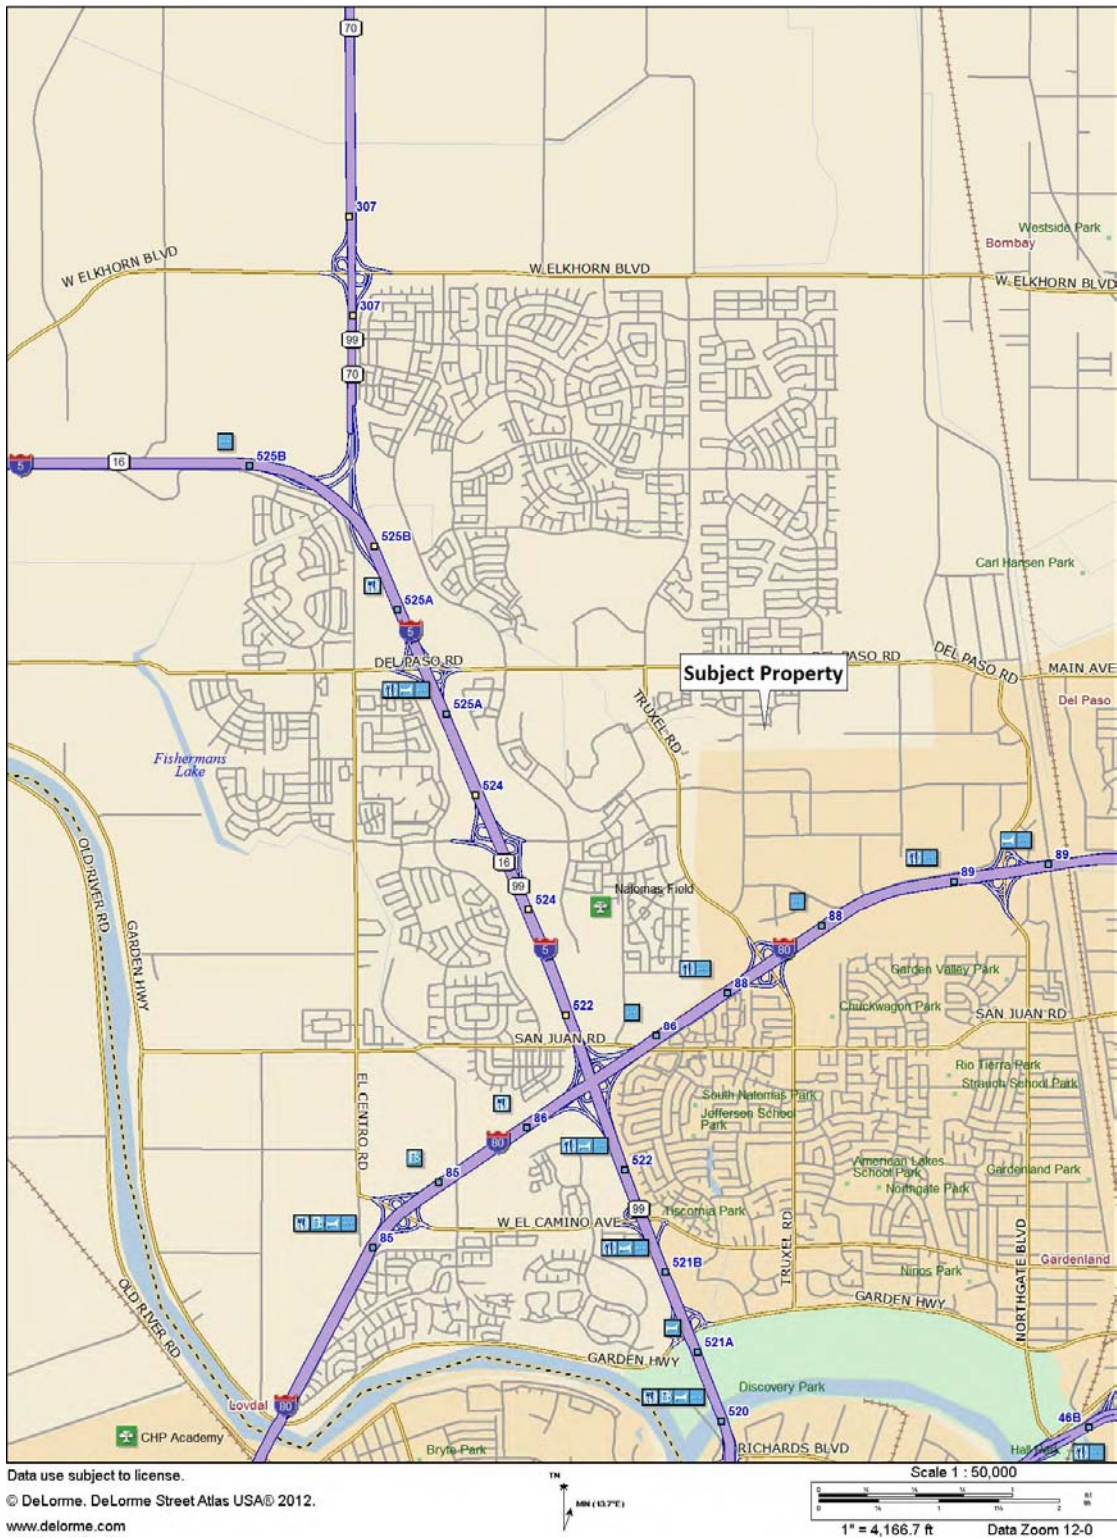 70
307
Westside Park
Bombay
W ELKHORN BLVD
W ELKHORN BLVD
W ELKHORN BLVD
307
99
70
5
16
525B
525B
Carl Hansen Park
525A
5
DEL PASO RD
DEL PASO RD
DEL PASO RD
MAIN AVE
Subject Property
Del Paso
TRUXEL RD
525A
Fishermans
Lake
524
OLD RIVER RD
GARDEN HWY
16
99
524
Natomas Field
89
89
88
5
80
88
Garden Valley Park
Chuckwagon Park
522
86
SAN JUAN RD
SAN JUAN RD
EL CENTRO RD
Rio Tierra Park
Strauch School Park
South Natomas Park
Jefferson School
Park
86
80
85
522
American Lakes
School Park
Northgate Park
Gardenland Park
99
Tiscornia Park
W EL CAMINO AVE
85
TRUXEL RD
NORTHGATE BLVD
Gardenland
521B
Ninos Park
OLD RIVER RD
GARDEN HWY
521A
GARDEN HWY
Discovery Park
Lovdal
80
520
46B
CHP Academy
Bryte Park
RICHARDS BLVD
Data use subject to license.
© DeLorme. DeLorme Street Atlas USA® 2012.
www.delorme.com
TN
MN (13.7°E)
Scale 1 : 50,000
1" = 4,166.7 ft
Data Zoom 12-0